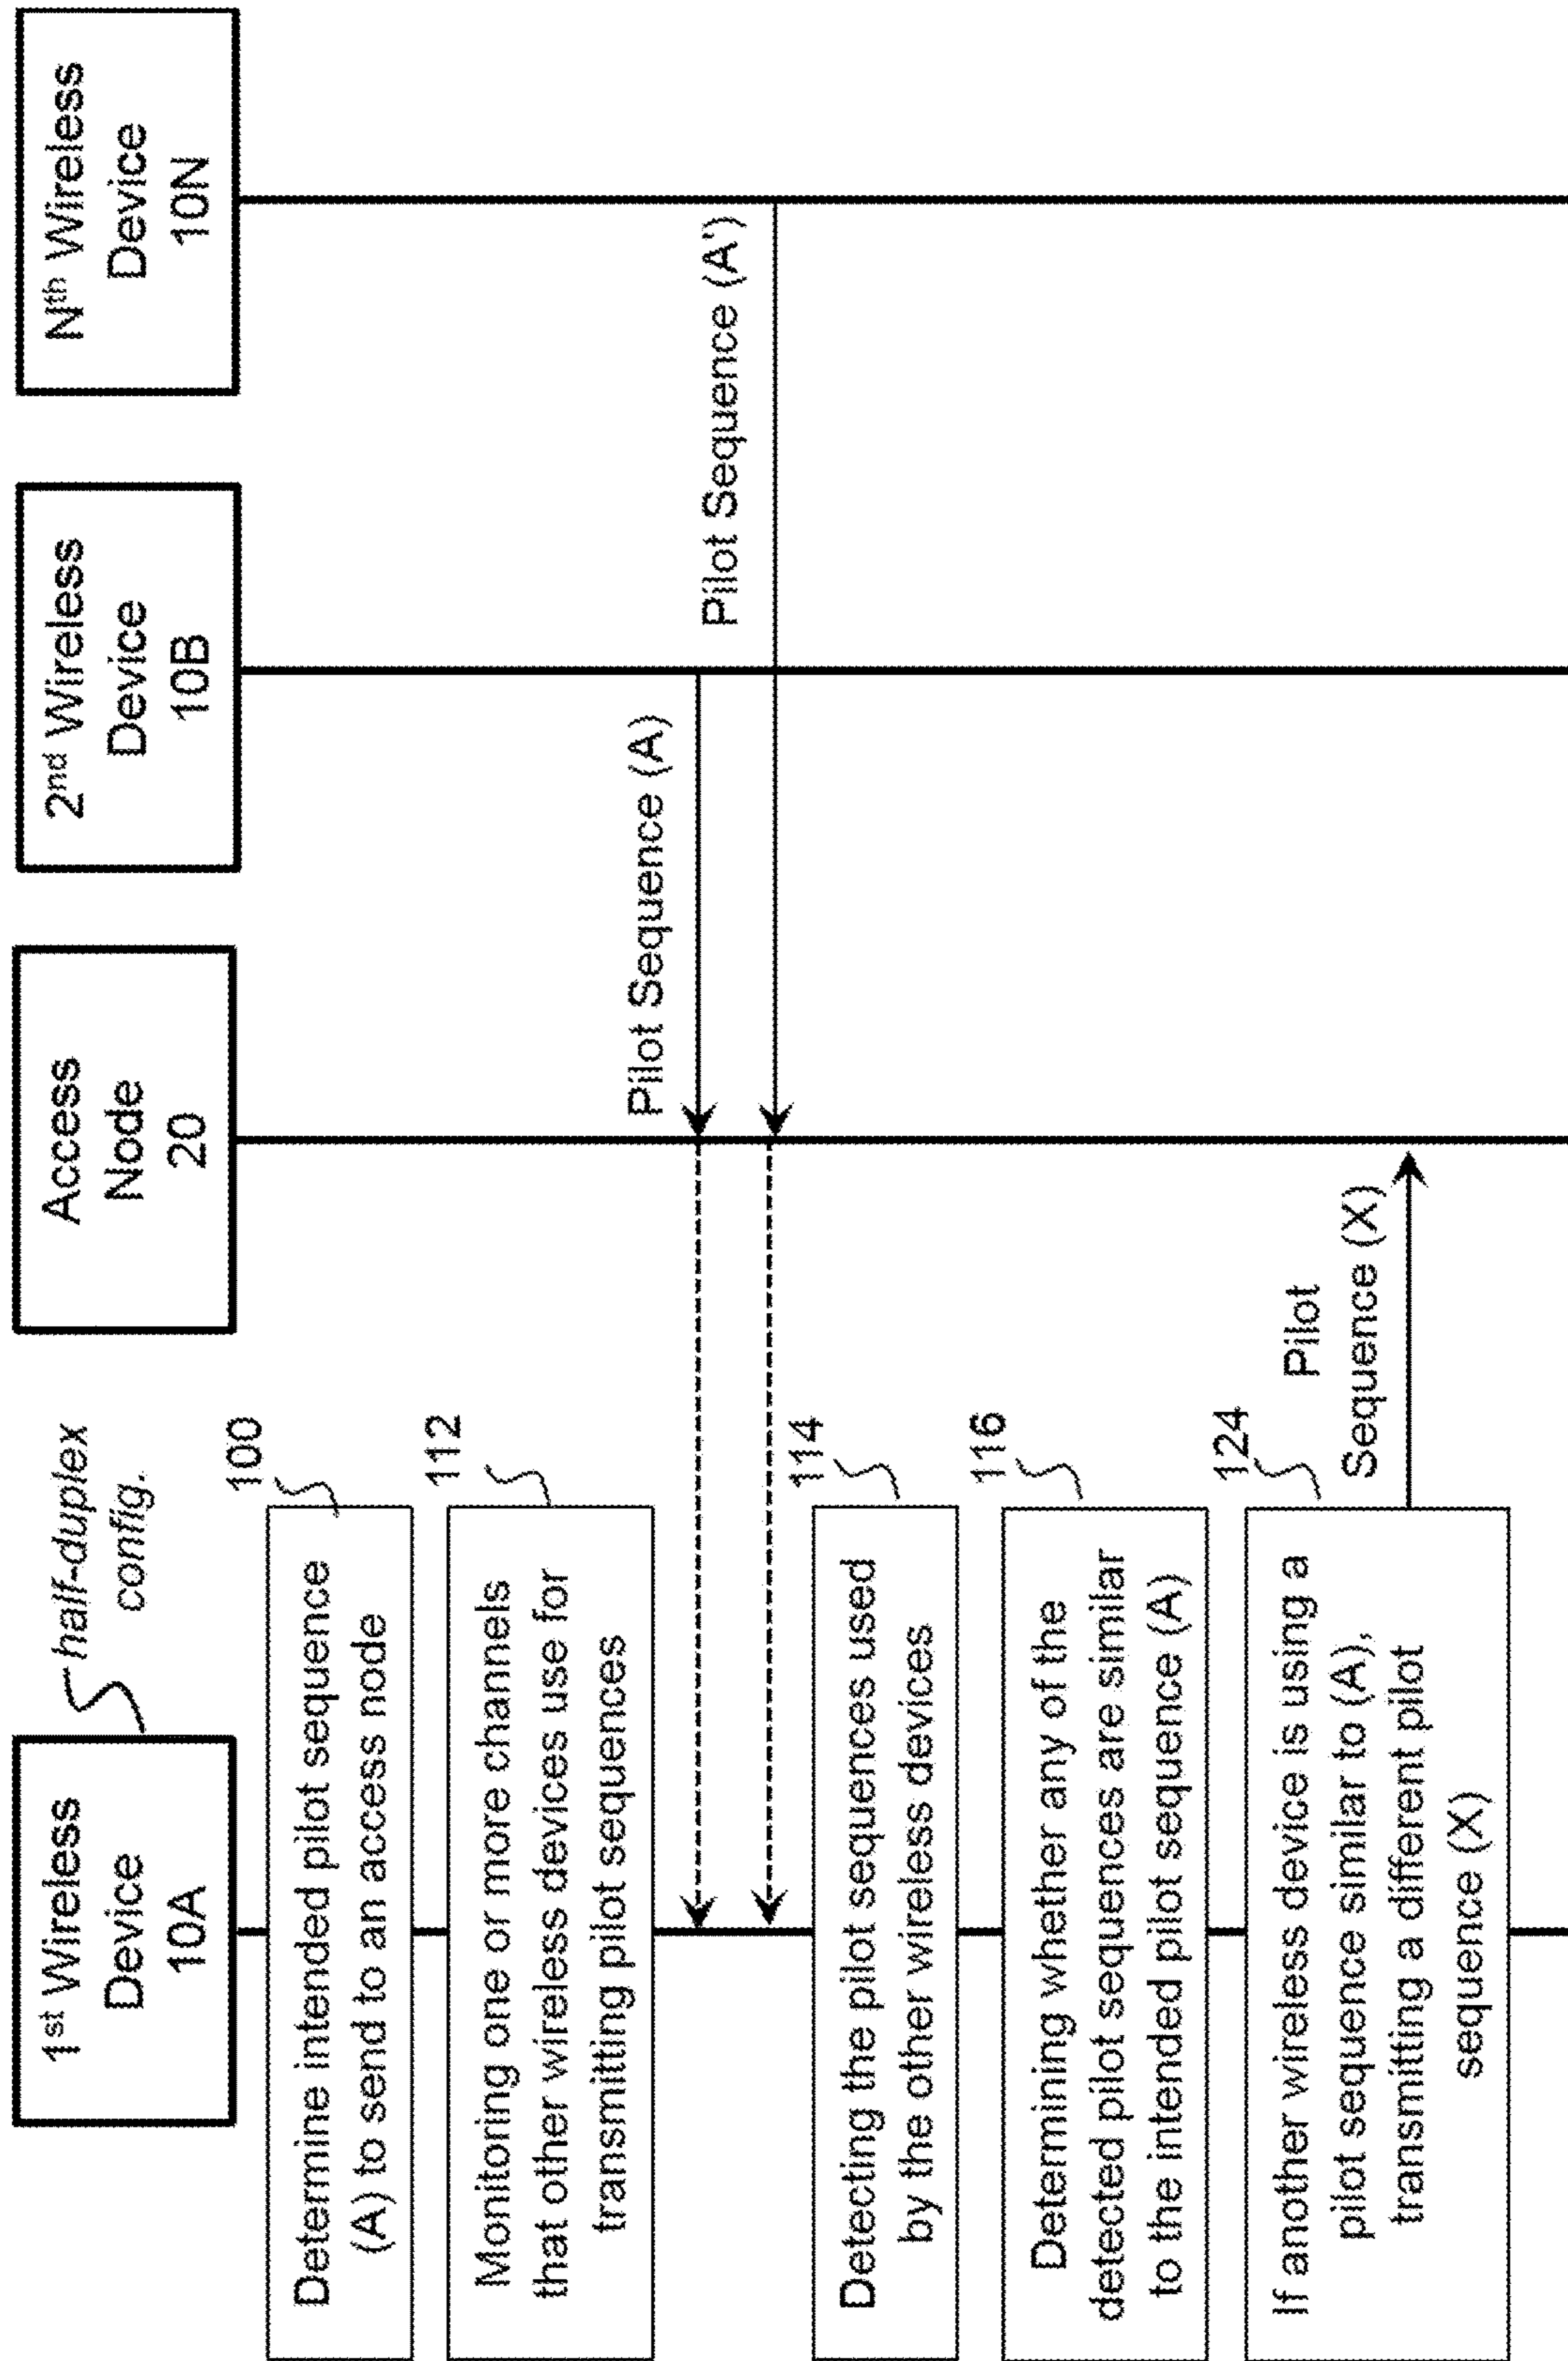 1st Wireless
Device
10A
half-duplex
config.
Access
Node
20
2nd Wireless
Device
10B
Nth Wireless
Device
10N
100
Determine intended pilot sequence
(A) to send to an access node
112
Monitoring one or more channels
that other wireless devices use for
transmitting pilot sequences
Pilot Sequence (A)
Pilot Sequence (A')
114
Detecting the pilot sequences used
by the other wireless devices
116
Determining whether any of the
detected pilot sequences are similar
to the intended pilot sequence (A)
124
If another wireless device is using a
pilot sequence similar to (A),
transmitting a different pilot
sequence (X)
Pilot
Sequence (X)